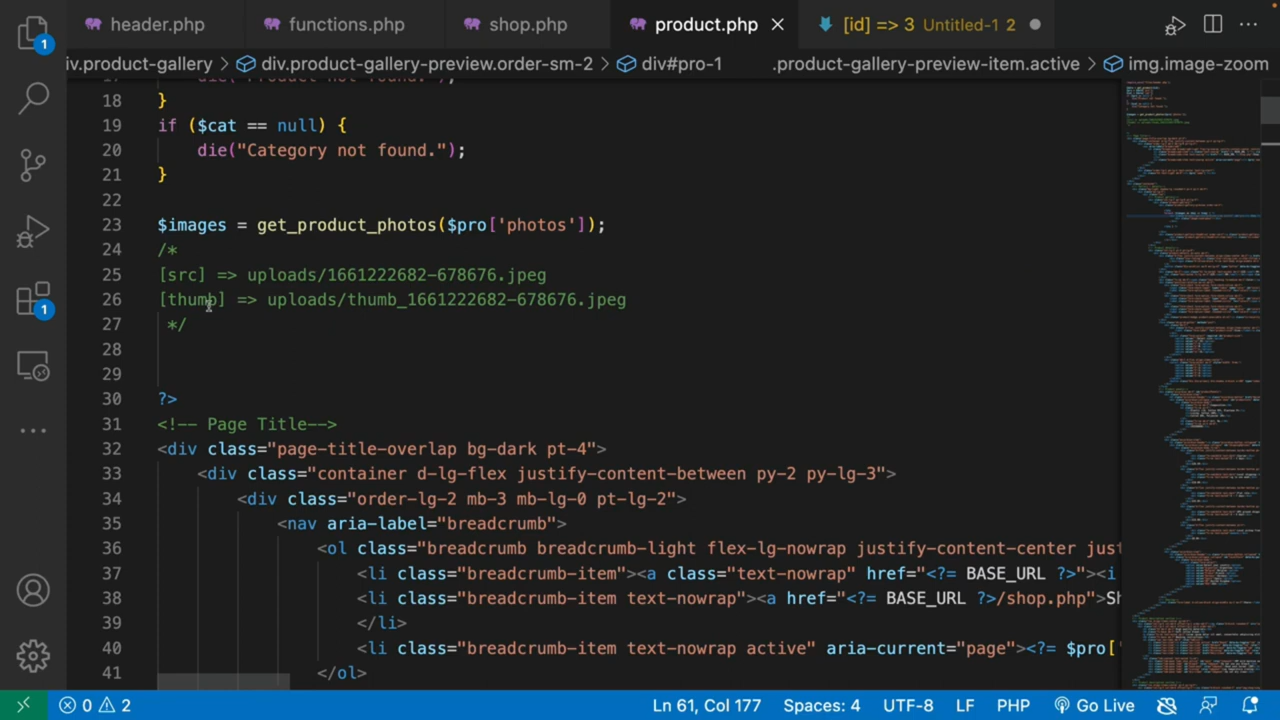 header.php functions.php shop.php product.php [id] => 3 Untitled-1 2
iv.product-gallery div.product-gallery-preview.order-sm-2 div#pro-1 .product-gallery-preview-item.active img.image-zoom
17 die("Product not found.");
18 }
19 if ($cat == null) {
20 die("Category not found.");
21 }
22
23 $images = get_product_photos($pro['photos']);
24 /*
25 [src] => uploads/1661222682-678676.jpeg
26 [thumb] => uploads/thumb_1661222682-678676.jpeg
27 */
28
29
30 ?>
31 <!-- Page Title-->
32 <div class="page-title-overlap bg-dark pt-4">
33 <div class="container d-lg-flex justify-content-between py-2 py-lg-3">
34 <div class="order-lg-2 mb-3 mb-lg-0 pt-lg-2">
35 <nav aria-label="breadcrumb">
36 <ol class="breadcrumb breadcrumb-light flex-lg-nowrap justify-content-center just
37 <li class="breadcrumb-item"><a class="text-nowrap" href="<?= BASE_URL ?>"><i
38 <li class="breadcrumb-item text-nowrap"><a href="<?= BASE_URL ?>/shop.php">Sh
39 </li>
40 <li class="breadcrumb-item text-nowrap active" aria-current="page"><?= $pro['
41 </ol>
1
1
0 2 Ln 61, Col 177 Spaces: 4 UTF-8 LF PHP Go Live